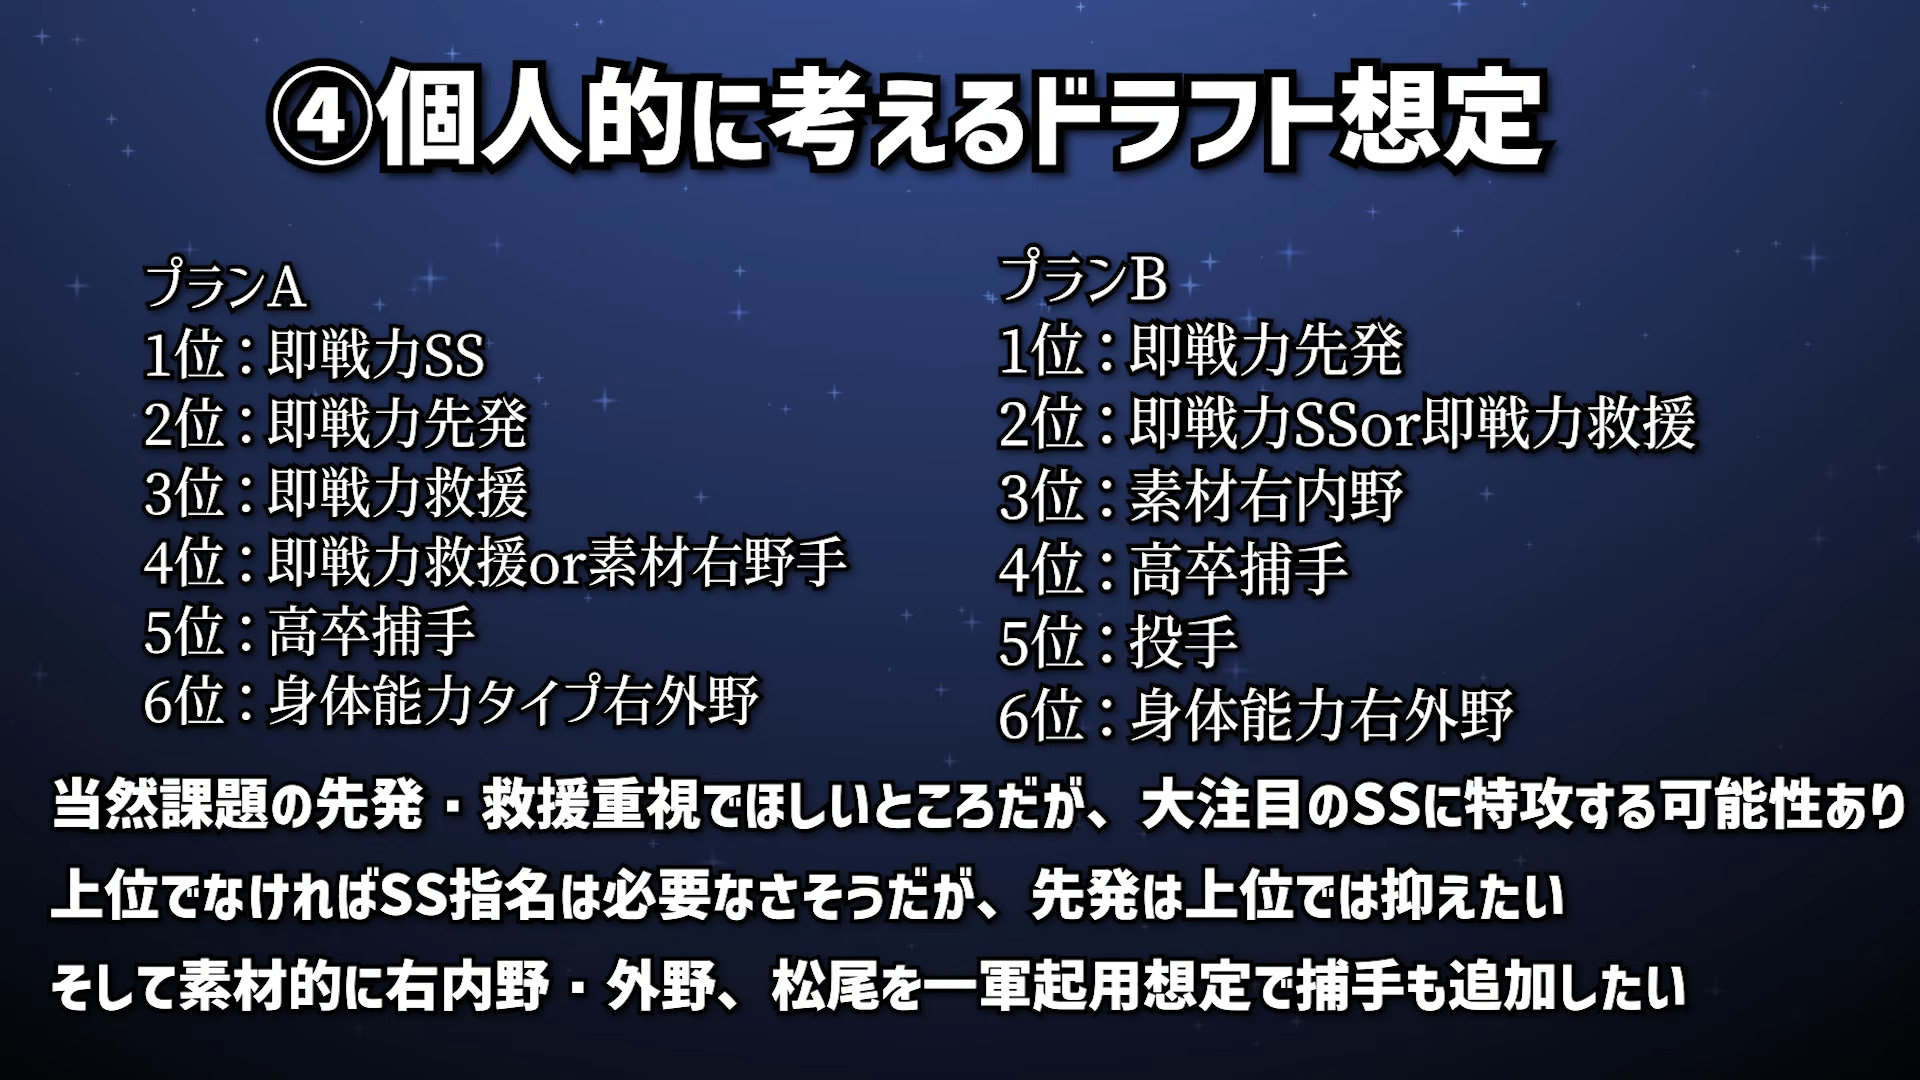 ④個人的に考えるドラフト想定
プランA
1位：即戦力SS
2位：即戦力先発
3位：即戦力救援
4位：即戦力救援or素材右野手
5位：高卒捕手
6位：身体能力タイプ右外野
プランB
1位：即戦力先発
2位：即戦力SSor即戦力救援
3位：素材右内野
4位：高卒捕手
5位：投手
6位：身体能力右外野
当然課題の先発・救援重視でほしいところだが、大注目のSSに特攻する可能性あり
上位でなければSS指名は必要なさそうだが、先発は上位では抑えたい
そして素材的に右内野・外野、松尾を一軍起用想定で捕手も追加したい